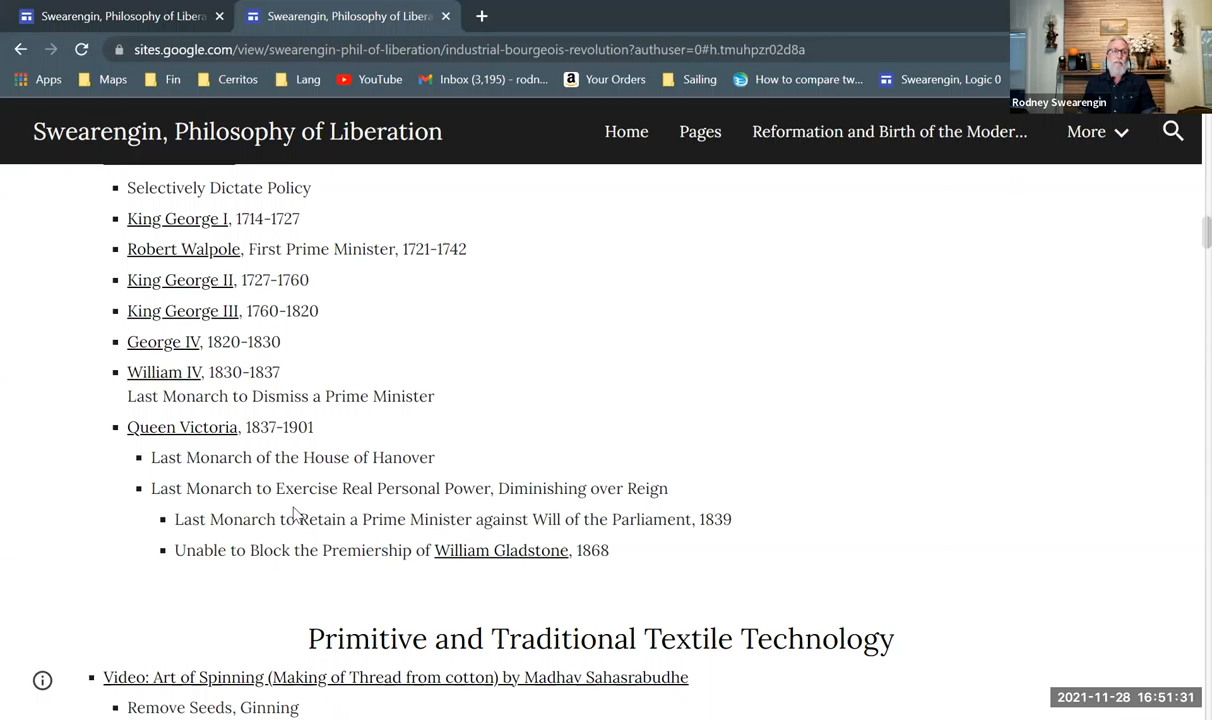 Swearengin, Philosophy of Libera
Swearengin, Philosophy of Libera
sites.google.com/view/swearengin-phil-of-liberation/industrial-bourgeois-revolution?authuser=0#h.tmuhpzr02d8a
Apps Maps Fin Cerritos Lang YouTube Inbox (3,195) - rodn... Your Orders Sailing How to compare tw... Swearengin, Logic 0
Rodney Swearengin
Swearengin, Philosophy of Liberation Home Pages Reformation and Birth of the Moder... More
Selectively Dictate Policy
King George I, 1714-1727
Robert Walpole, First Prime Minister, 1721-1742
King George II, 1727-1760
King George III, 1760-1820
George IV, 1820-1830
William IV, 1830-1837
Last Monarch to Dismiss a Prime Minister
Queen Victoria, 1837-1901
Last Monarch of the House of Hanover
Last Monarch to Exercise Real Personal Power, Diminishing over Reign
Last Monarch to Retain a Prime Minister against Will of the Parliament, 1839
Unable to Block the Premiership of William Gladstone, 1868
Primitive and Traditional Textile Technology
Video: Art of Spinning (Making of Thread from cotton) by Madhav Sahasrabudhe
Remove Seeds, Ginning
2021-11-28 16:51:31